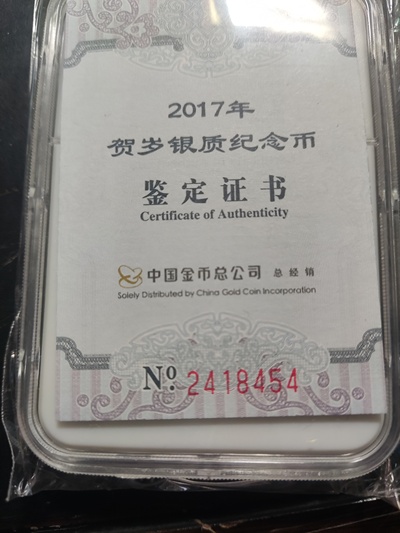 2017年
贺岁银质纪念币
鉴定证书
Certificate of Authenticity
中国金币总公司 总经销
Solely Distributed by China Gold Coin Incorporation
№ 2418454